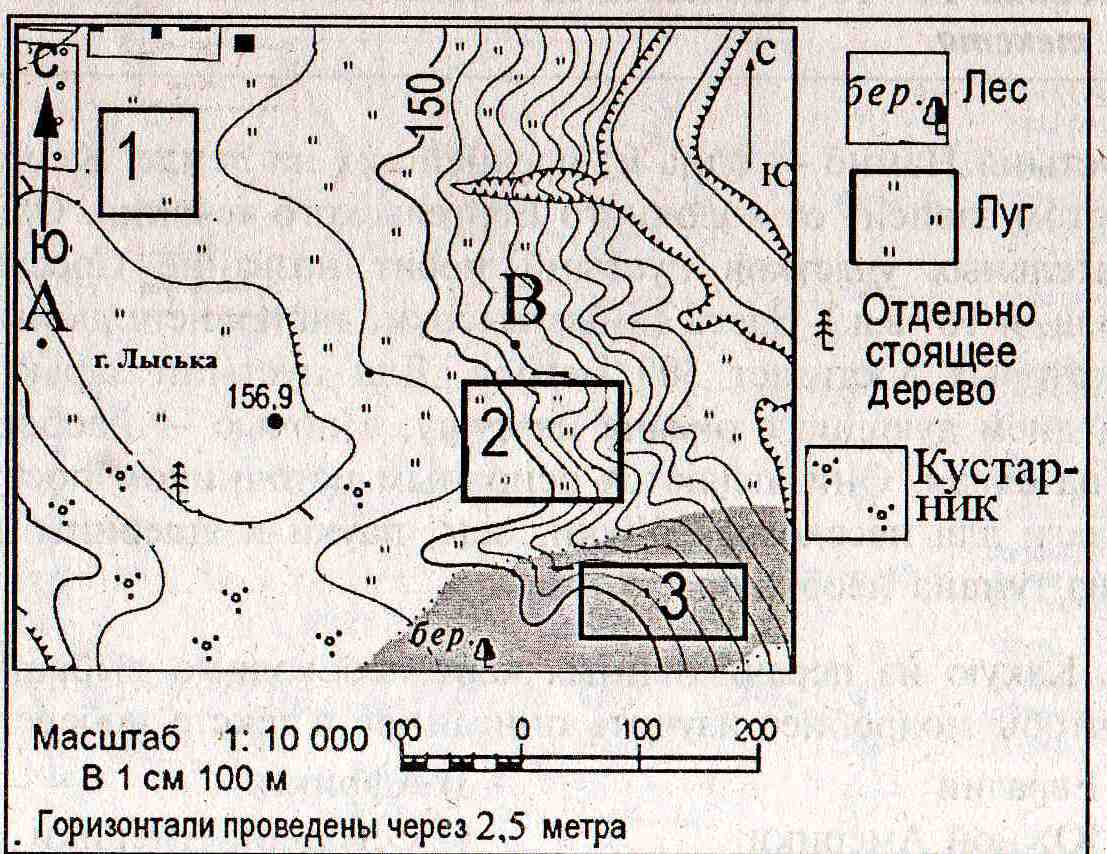 С
1
Ю
А
г. Лыська
156,9
150
В
2
3
бер.
С
Ю
бер. Лес
Луг
Отдельно
стоящее
дерево
Кустар-
ник
Масштаб 1: 10 000
В 1 см 100 м
100 0 100 200
Горизонтали проведены через 2,5 метра